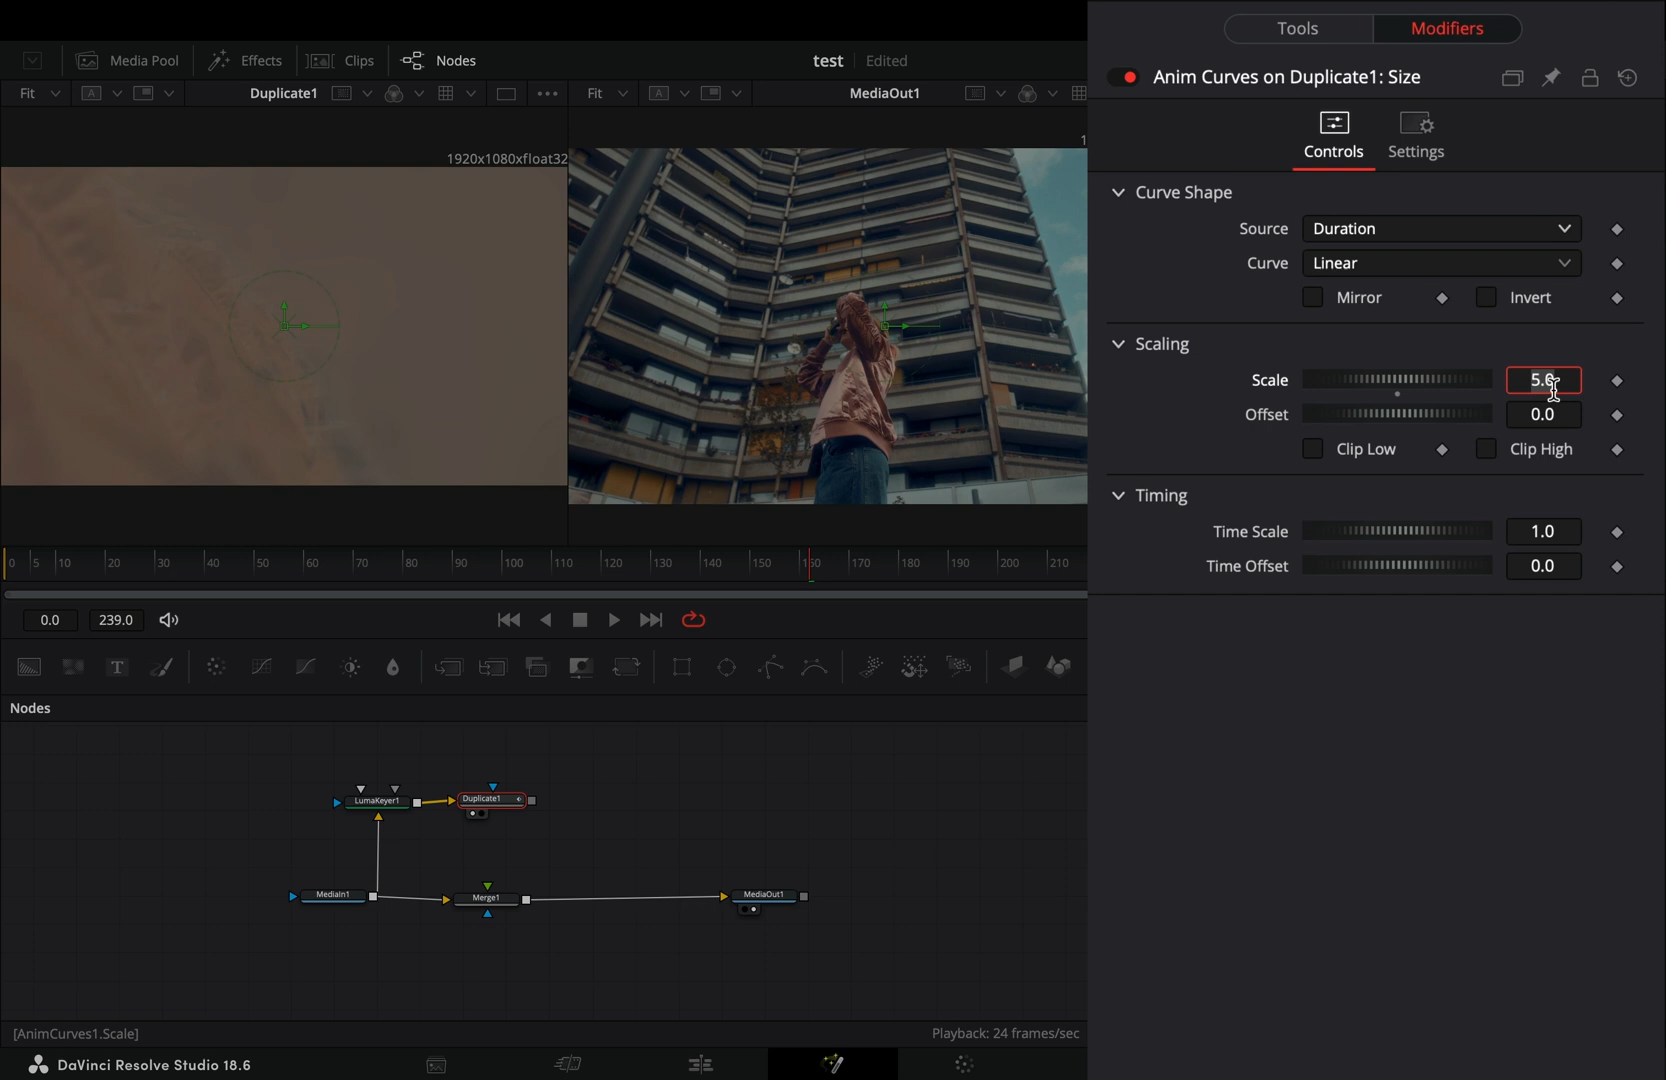 Tools Modifiers
Media Pool Effects Clips Nodes test Edited
Anim Curves on Duplicate1: Size
Fit A Duplicate1 Fit A MediaOut1
Controls Settings
1920x1080xfloat32
1
Curve Shape
Source Duration
Curve Linear
Mirror Invert
Scaling
Scale 5.0
Offset 0.0
Clip Low Clip High
Timing
Time Scale 1.0
Time Offset 0.0
0 5 10 20 30 40 50 60 70 80 90 100 110 120 130 140 150 160 170 180 190 200 210
0.0 239.0
T
Nodes
LumaKeyer1 Duplicate1
MediaIn1 Merge1 MediaOut1
[AnimCurves1.Scale] Playback: 24 frames/sec
DaVinci Resolve Studio 18.6